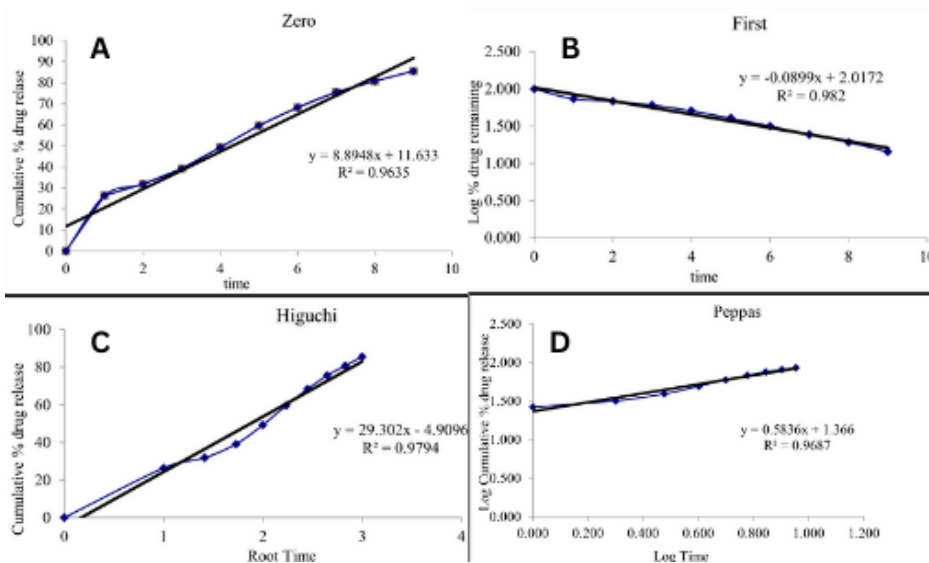 Zero
A
Cumulative % drug relase
100
90
80
70
60
50
40
30
20
10
0
y = 8.8948x + 11.633
R² = 0.9635
0 2 4 6 8 10
time
First
B
Log % drug remaining
2.500
2.000
1.500
1.000
0.500
0.000
y = -0.0899x + 2.0172
R² = 0.982
0 2 4 6 8 10
time
Higuchi
C
Cumulative % drug release
100
80
60
40
20
0
y = 29.302x - 4.9096
R² = 0.9794
0 1 2 3 4
Root Time
Peppas
D
Log Cumulative % drug release
2.500
2.000
1.500
1.000
0.500
0.000
y = 0.5836x + 1.366
R² = 0.9687
0.000 0.200 0.400 0.600 0.800 1.000 1.200
Log Time